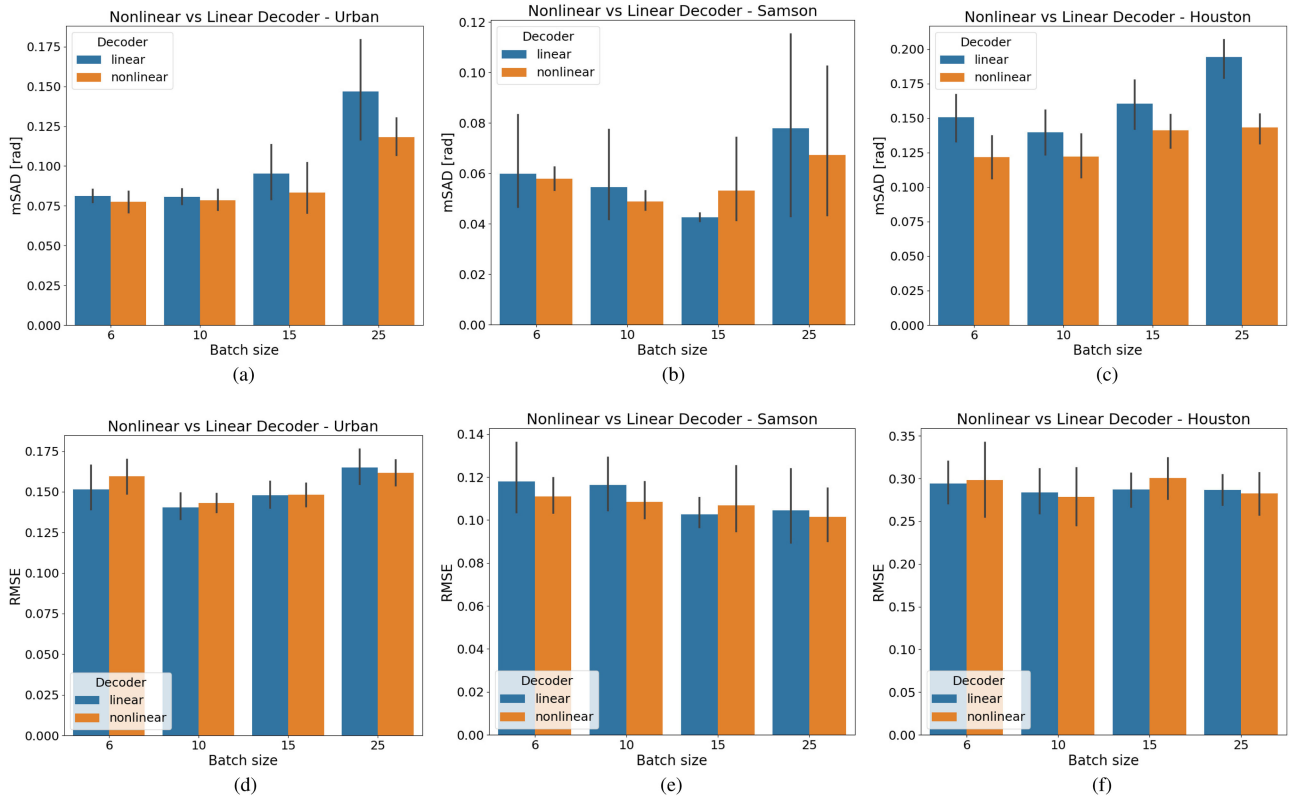 Nonlinear vs Linear Decoder - Urban
Decoder
linear
nonlinear
mSAD [rad]
0.175
0.150
0.125
0.100
0.075
0.050
0.025
0.000
6 10 15 25
Batch size
(a)
Nonlinear vs Linear Decoder - Samson
Decoder
linear
nonlinear
mSAD [rad]
0.12
0.10
0.08
0.06
0.04
0.02
0.00
6 10 15 25
Batch size
(b)
Nonlinear vs Linear Decoder - Houston
Decoder
linear
nonlinear
mSAD [rad]
0.200
0.175
0.150
0.125
0.100
0.075
0.050
0.025
0.000
6 10 15 25
Batch size
(c)
Nonlinear vs Linear Decoder - Urban
RMSE
0.175
0.150
0.125
0.100
0.075
0.050
0.025
0.000
Decoder
linear
nonlinear
6 10 15 25
Batch size
(d)
Nonlinear vs Linear Decoder - Samson
RMSE
0.14
0.12
0.10
0.08
0.06
0.04
0.02
0.00
Decoder
linear
nonlinear
6 10 15 25
Batch size
(e)
Nonlinear vs Linear Decoder - Houston
RMSE
0.35
0.30
0.25
0.20
0.15
0.10
0.05
0.00
Decoder
linear
nonlinear
6 10 15 25
Batch size
(f)